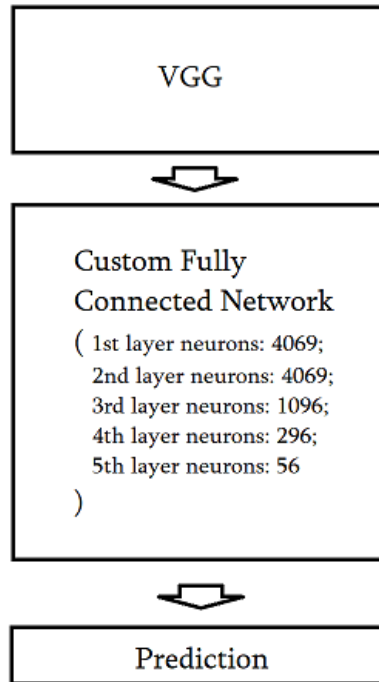 VGG
Custom Fully
Connected Network
( 1st layer neurons: 4069;
2nd layer neurons: 4069;
3rd layer neurons: 1096;
4th layer neurons: 296;
5th layer neurons: 56
)
Prediction